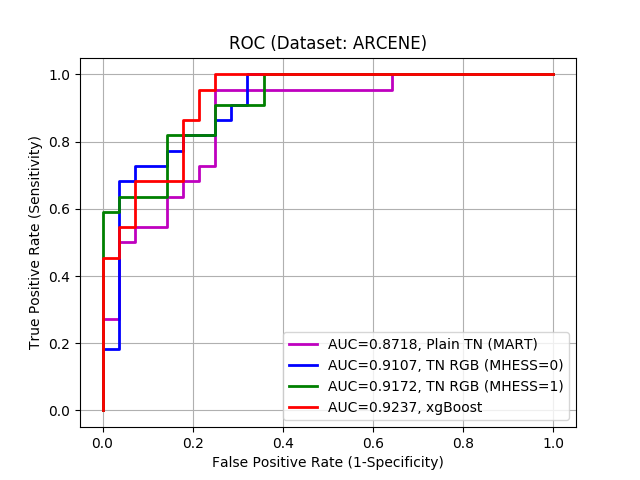 ROC (Dataset: ARCENE)
True Positive Rate (Sensitivity)
1.0
0.8
0.6
0.4
0.2
0.0
AUC=0.8718, Plain TN (MART)
AUC=0.9107, TN RGB (MHESS=0)
AUC=0.9172, TN RGB (MHESS=1)
AUC=0.9237, xgBoost
0.0 0.2 0.4 0.6 0.8 1.0
False Positive Rate (1-Specificity)